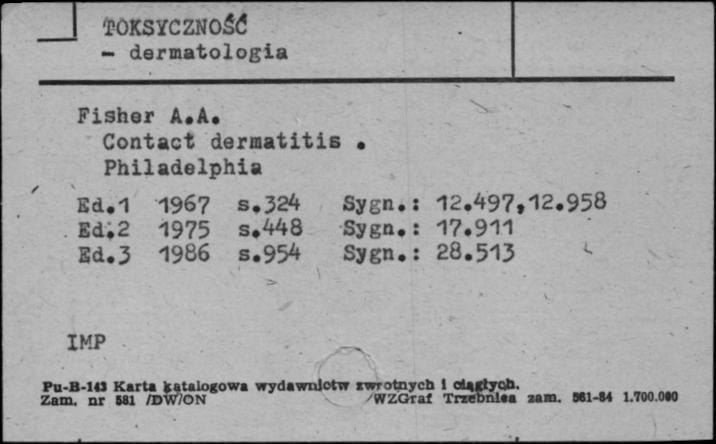 TOKSYCZNOŚĆ
- dermatologia
Fisher A.A.
Contact dermatitis .
Philadelphia
Ed.1 1967 s.324 Sygn.: 12.497,12.958
Ed.2 1975 s.448 Sygn.: 17.911
Ed.3 1986 s.954 Sygn.: 28.513
IMP
Pu-B-143 Karta katalogowa wydawnictw zwrotnych i ciągłych.
Zam. nr 581 /DW/ON WZGraf Trzebnica zam. 561-84 1.700.000